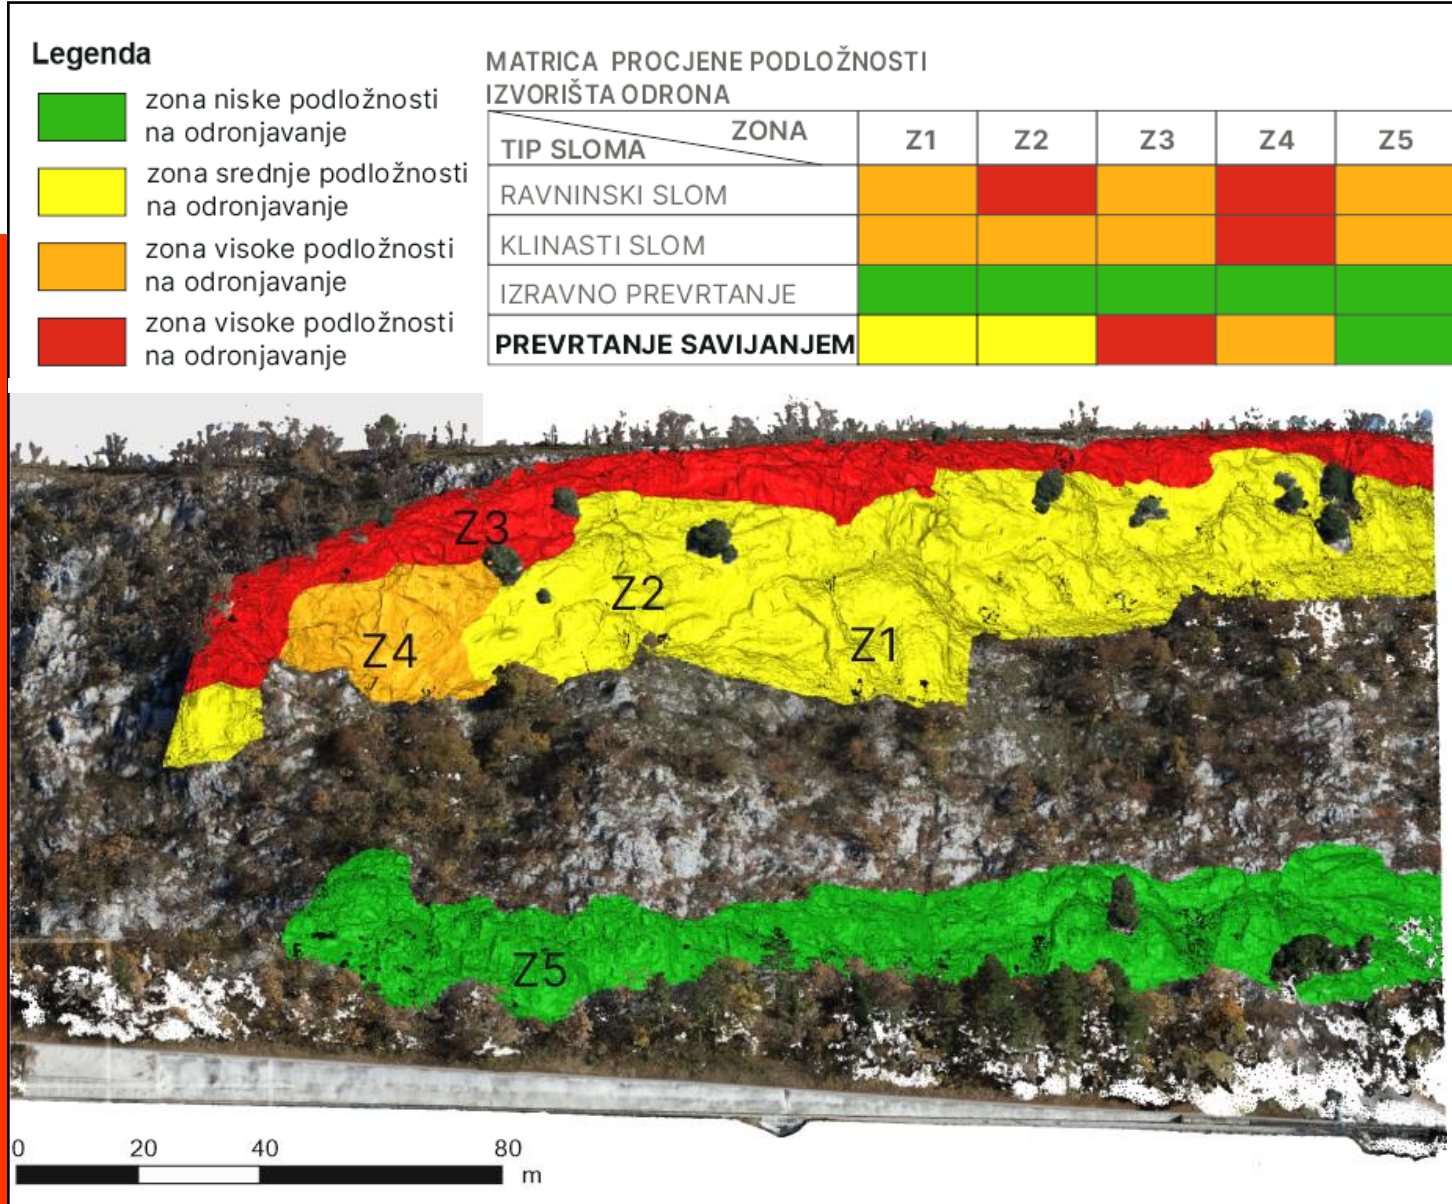 Legenda
zona niske podložnosti
na odronjavanje
zona srednje podložnosti
na odronjavanje
zona visoke podložnosti
na odronjavanje
zona visoke podložnosti
na odronjavanje
MATRICA PROCJENE PODLOŽNOSTI
IZVORIŠTA ODRONA
ZONA
TIP SLOMA
Z1 Z2 Z3 Z4 Z5
RAVNINSKI SLOM
KLINASTI SLOM
IZRAVNO PREVRTANJE
PREVRTANJE SAVIJANJEM
Z3
Z2
Z4
Z1
Z5
0 20 40 80
m